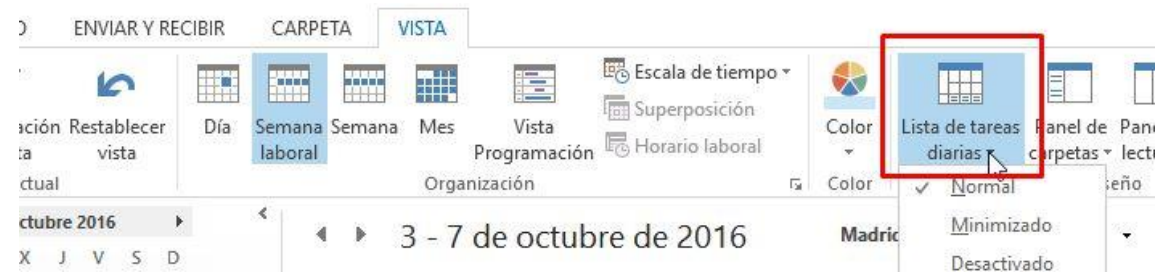 ENVIAR Y RECIBIR CARPETA VISTA
Restablecer vista
Día
Semana laboral
Semana
Mes
Vista Programación
Escala de tiempo
Superposición
Horario laboral
Color
Lista de tareas diarias
Panel de carpetas
Organización
Color
Normal
Minimizado
Desactivado
2016
X J V S D
3 - 7 de octubre de 2016